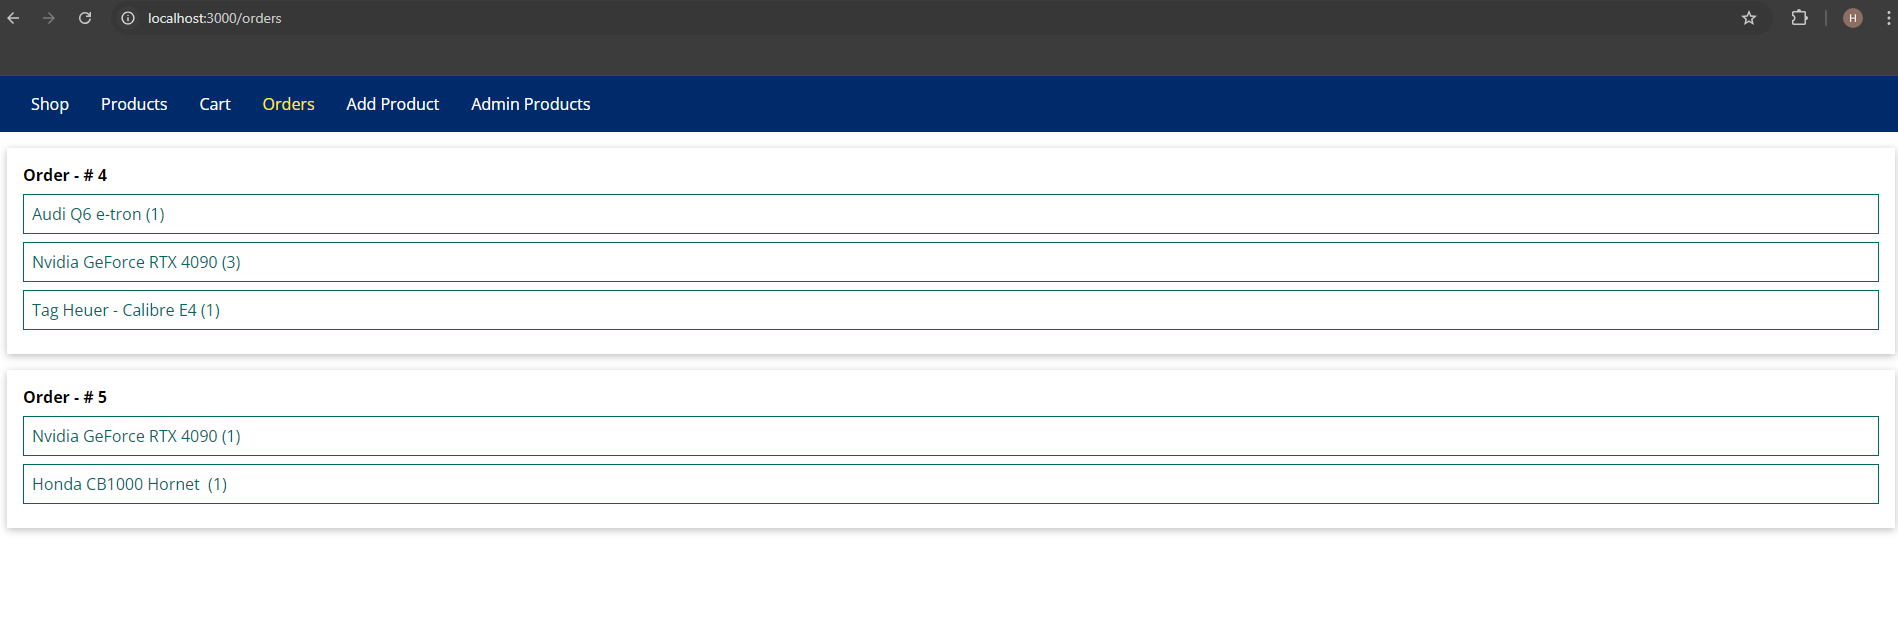 localhost:3000/orders
H
Shop Products Cart Orders Add Product Admin Products
Order - # 4
Audi Q6 e-tron (1)
Nvidia GeForce RTX 4090 (3)
Tag Heuer - Calibre E4 (1)
Order - # 5
Nvidia GeForce RTX 4090 (1)
Honda CB1000 Hornet  (1)